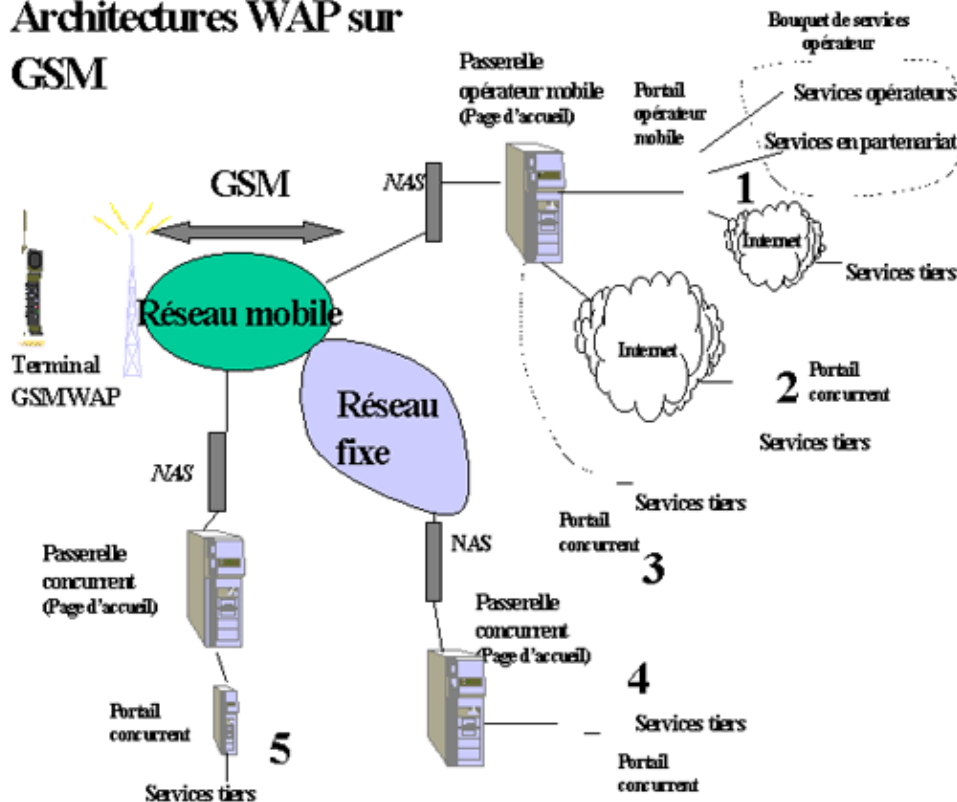 Architectures WAP sur
GSM
Bouquet de services
opérateur
Passerelle
opérateur mobile
(Page d'accueil)
Portail
opérateur
mobile
Services opérateurs
Services en partenariat
GSM
NAS
1
Internet
Services tiers
Réseau mobile
Terminal
GSMWAP
Internet
2
Portail
concurrent
Services tiers
Réseau
fixe
NAS
Services tiers
Portail
concurrent
3
NAS
Passerelle
concurrent
(Page d'accueil)
Passerelle
concurrent
(Page d'accueil)
4
Services tiers
Portail
concurrent
Portail
concurrent
5
Services tiers